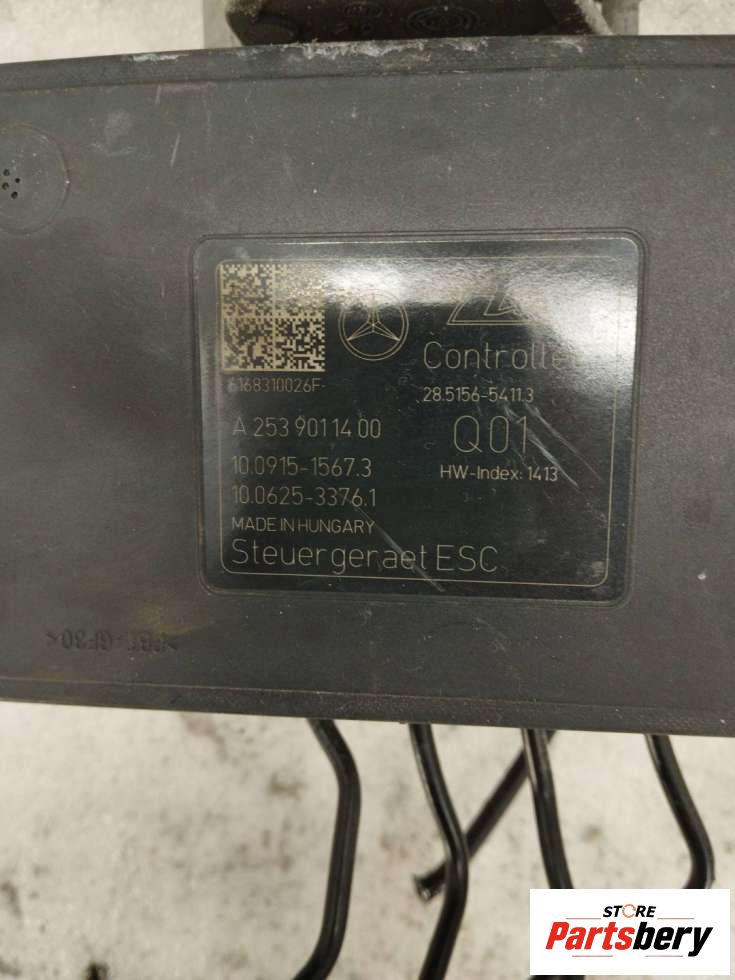 Controller
6168310026F
28.5156-5411.3
A 253 901 14 00
Q01
10.0915-1567.3
HW-Index: 1413
10.0625-3376.1
MADE IN HUNGARY
Steuergeraet ESC
STORE
Partsbery